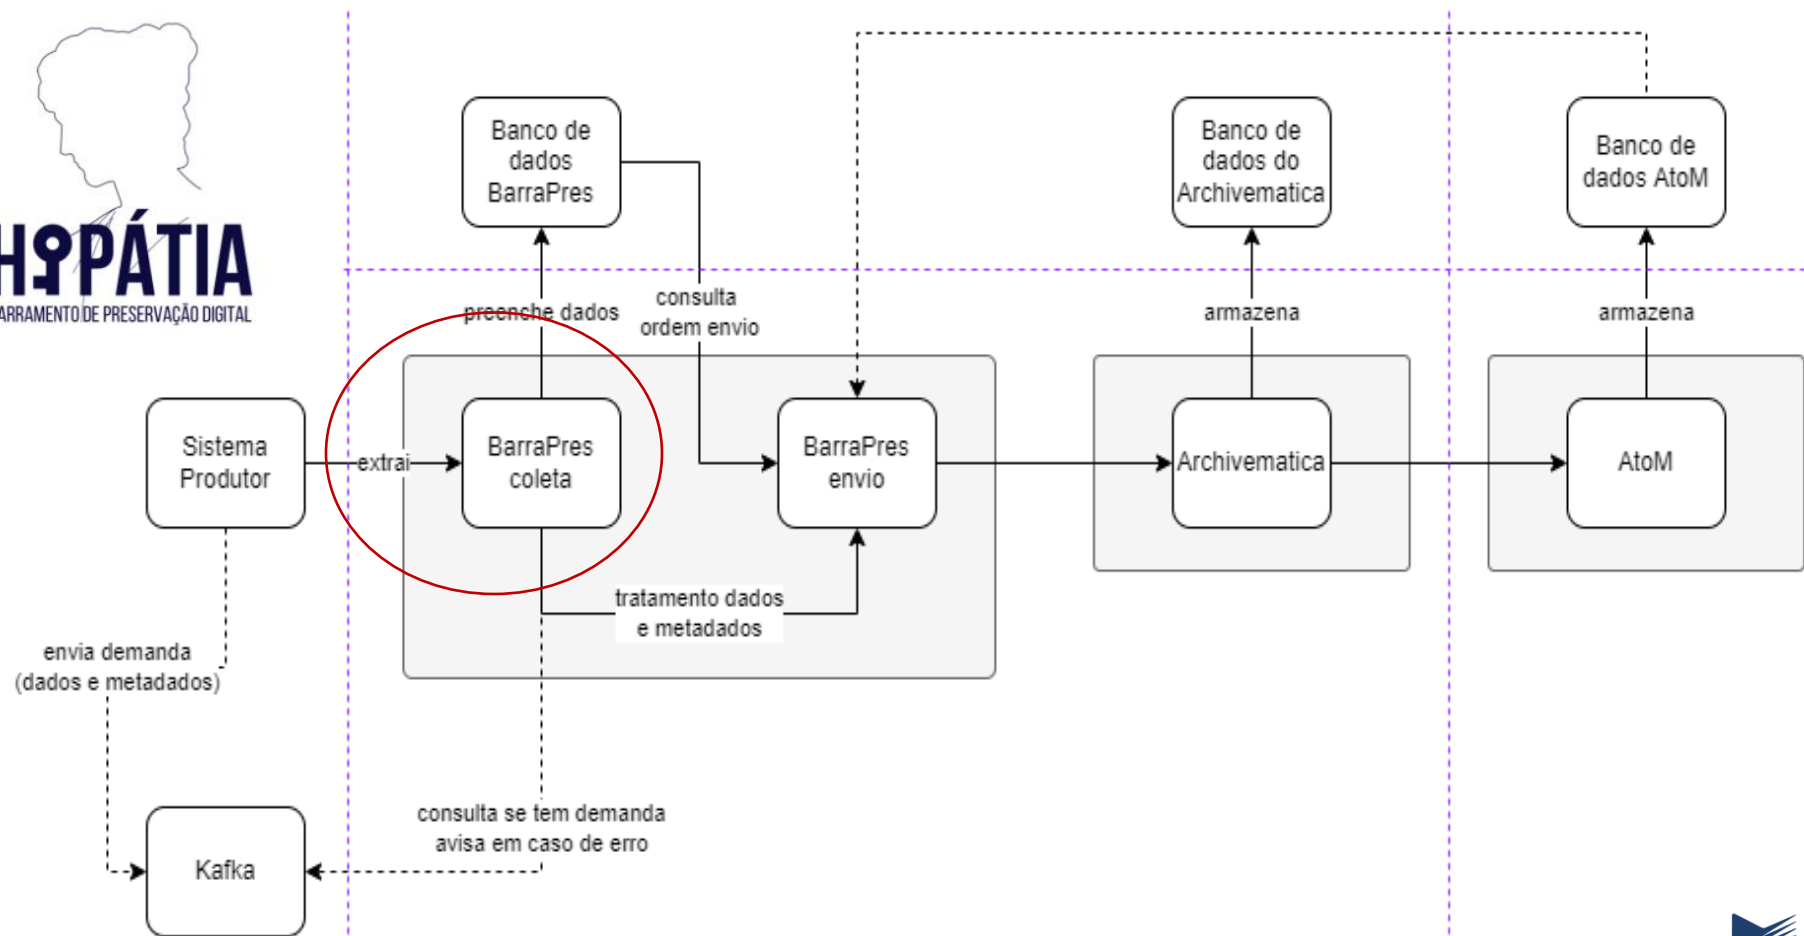 HIPÁTIA
BARRAMENTO DE PRESERVAÇÃO DIGITAL
Banco de
dados
BarraPres
Banco de
dados do
Archivematica
Banco de
dados AtoM
preenche dados
consulta
ordem envio
armazena
armazena
Sistema
Produtor
extrai
BarraPres
coleta
BarraPres
envio
Archivematica
AtoM
tratamento dados
e metadados
envia demanda
(dados e metadados)
consulta se tem demanda
avisa em caso de erro
Kafka